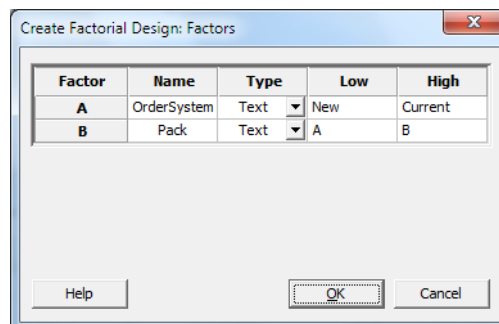 Create Factorial Design: Factors
Factor Name Type Low High
A OrderSystem Text New Current
B Pack Text A B
Help OK Cancel